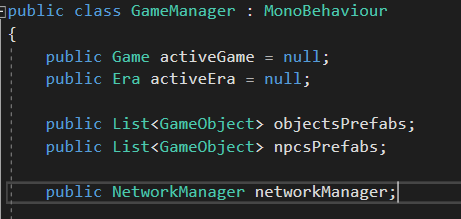 public class GameManager : MonoBehaviour
{
public Game activeGame = null;
public Era activeEra = null;
public List<GameObject> objectsPrefabs;
public List<GameObject> npcsPrefabs;
public NetworkManager networkManager;